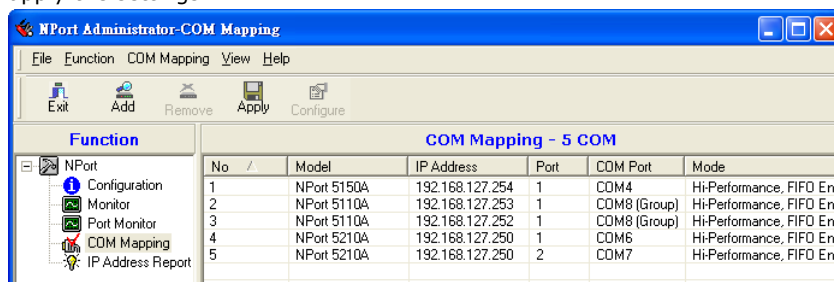 NPort Administrator-COM Mapping
File Function COM Mapping View Help
Exit Add Remove Apply Configure
Function
COM Mapping - 5 COM
NPort
Configuration
Monitor
Port Monitor
COM Mapping
IP Address Report
No Model IP Address Port COM Port Mode
1 NPort 5150A 192.168.127.254 1 COM4 Hi-Performance, FIFO En
2 NPort 5110A 192.168.127.253 1 COM8 (Group) Hi-Performance, FIFO En
3 NPort 5110A 192.168.127.252 1 COM8 (Group) Hi-Performance, FIFO En
4 NPort 5210A 192.168.127.250 1 COM6 Hi-Performance, FIFO En
5 NPort 5210A 192.168.127.250 2 COM7 Hi-Performance, FIFO En